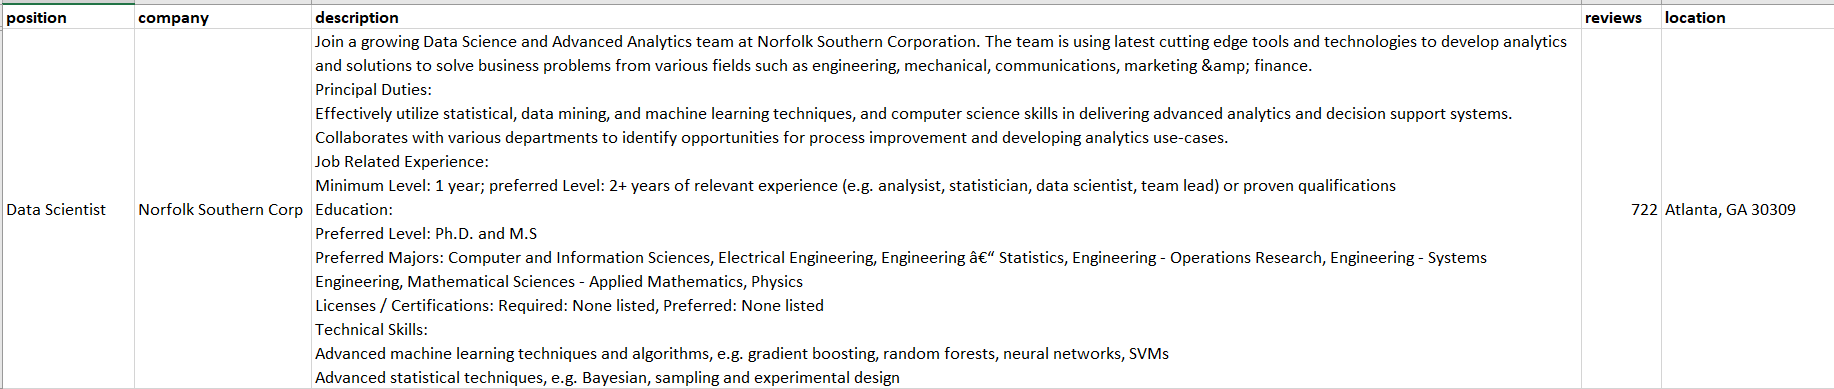 position company description reviews location
Join a growing Data Science and Advanced Analytics team at Norfolk Southern Corporation. The team is using latest cutting edge tools and technologies to develop analytics
and solutions to solve business problems from various fields such as engineering, mechanical, communications, marketing &amp; finance.
Principal Duties:
Effectively utilize statistical, data mining, and machine learning techniques, and computer science skills in delivering advanced analytics and decision support systems.
Collaborates with various departments to identify opportunities for process improvement and developing analytics use-cases.
Job Related Experience:
Minimum Level: 1 year; preferred Level: 2+ years of relevant experience (e.g. analysist, statistician, data scientist, team lead) or proven qualifications
Data Scientist Norfolk Southern Corp Education: 722 Atlanta, GA 30309
Preferred Level: Ph.D. and M.S
Preferred Majors: Computer and Information Sciences, Electrical Engineering, Engineering â€“ Statistics, Engineering - Operations Research, Engineering - Systems
Engineering, Mathematical Sciences - Applied Mathematics, Physics
Licenses / Certifications: Required: None listed, Preferred: None listed
Technical Skills:
Advanced machine learning techniques and algorithms, e.g. gradient boosting, random forests, neural networks, SVMs
Advanced statistical techniques, e.g. Bayesian, sampling and experimental design